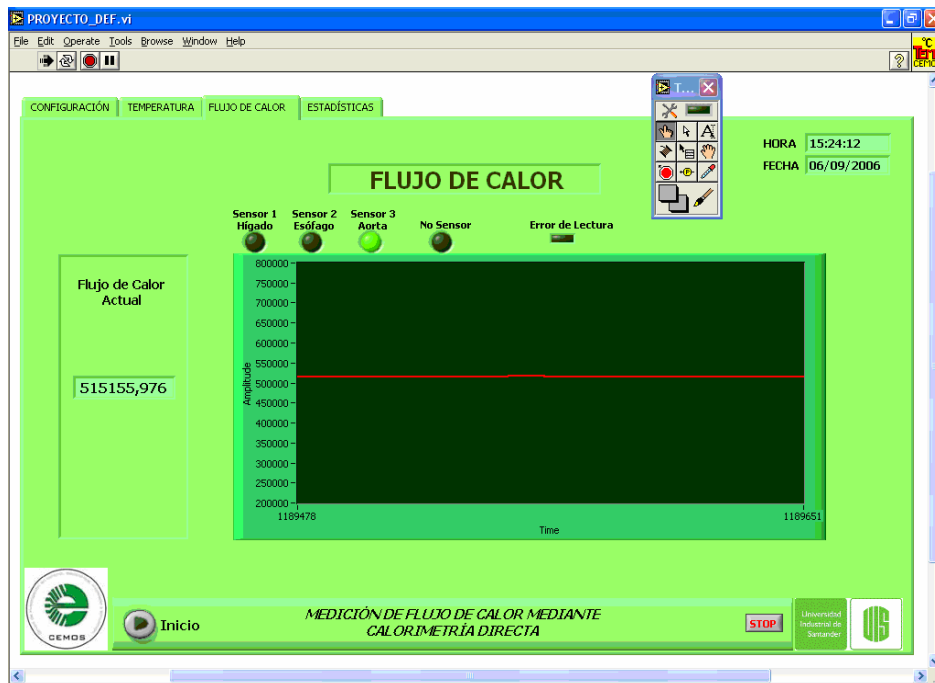 PROYECTO_DEF.vi
File Edit Operate Tools Browse Window Help
°C
CEMO
T...
CONFIGURACIÓN TEMPERATURA FLUJO DE CALOR ESTADÍSTICAS
HORA 15:24:12
FECHA 06/09/2006
FLUJO DE CALOR
Sensor 1 Sensor 2 Sensor 3
Hígado Esófago Aorta No Sensor Error de Lectura
Flujo de Calor
Actual
515155,976
800000
750000
700000
650000
600000
550000
500000
450000
400000
350000
300000
250000
200000
Amplitude
1189478 1189651
Time
CEMOS
Inicio
MEDICIÓN DE FLUJO DE CALOR MEDIANTE
CALORIMETRÍA DIRECTA
STOP
Universidad
Industrial de
Santander